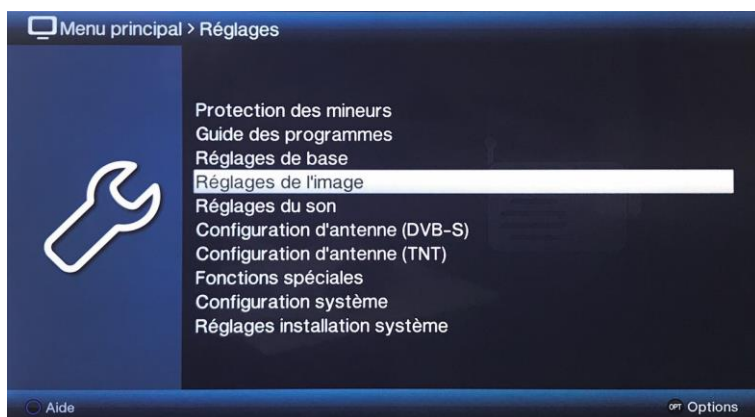 Menu principal > Réglages
Protection des mineurs
Guide des programmes
Réglages de base
Réglages de l'image
Réglages du son
Configuration d'antenne (DVB-S)
Configuration d'antenne (TNT)
Fonctions spéciales
Configuration système
Réglages installation système
Aide
OPT Options